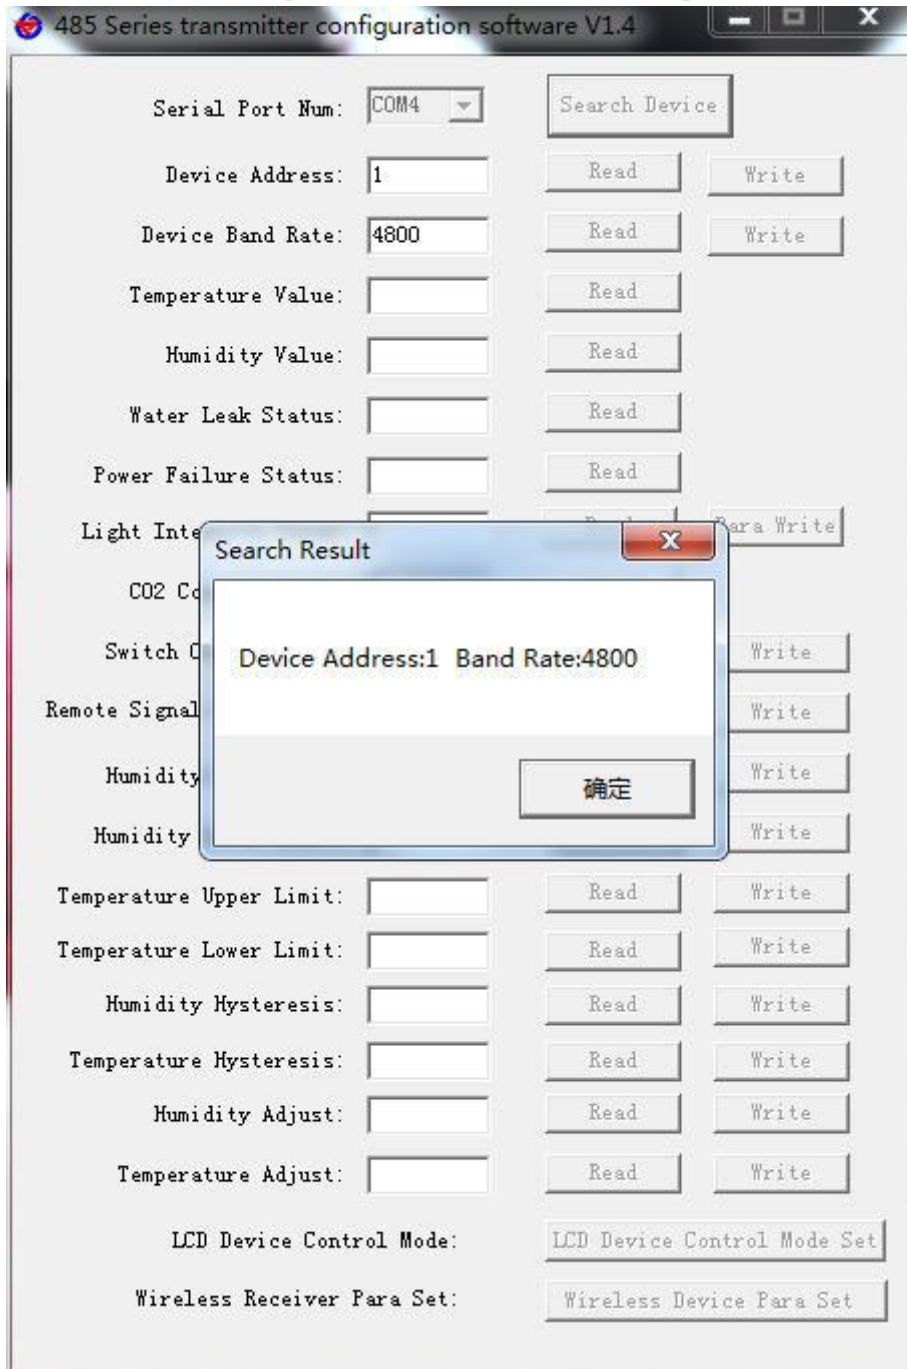 485 Series transmitter configuration software V1.4
Serial Port Num: COM4 Search Device
Device Address: 1 Read Write
Device Band Rate: 4800 Read Write
Temperature Value: Read
Humidity Value: Read
Water Leak Status: Read
Power Failure Status: Read
Light Para Write
Search Result
CO2
Switch Write
Device Address:1 Band Rate:4800
Remote Signal Write
Humidity Write
确定
Humidity Write
Temperature Upper Limit: Read Write
Temperature Lower Limit: Read Write
Humidity Hysteresis: Read Write
Temperature Hysteresis: Read Write
Humidity Adjust: Read Write
Temperature Adjust: Read Write
LCD Device Control Mode: LCD Device Control Mode Set
Wireless Receiver Para Set: Wireless Device Para Set